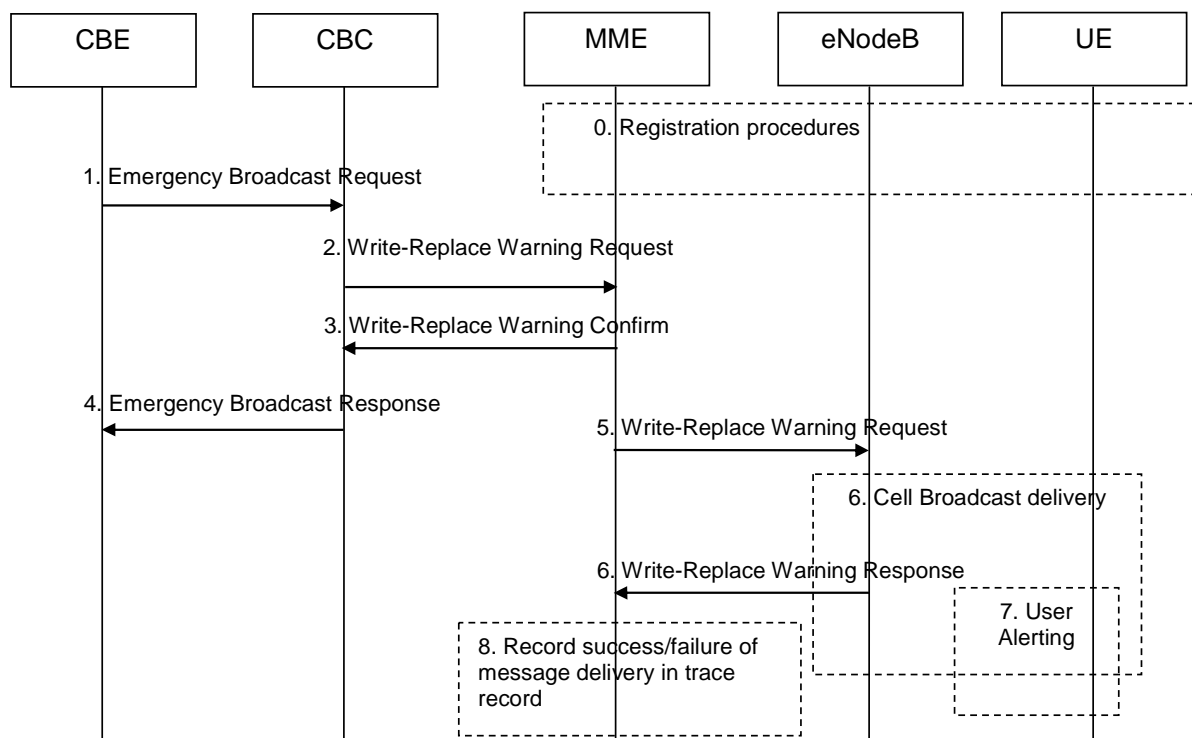 CBE
CBC
MME
eNodeB
UE
0. Registration procedures
1. Emergency Broadcast Request
2. Write-Replace Warning Request
3. Write-Replace Warning Confirm
4. Emergency Broadcast Response
5. Write-Replace Warning Request
6. Cell Broadcast delivery
6. Write-Replace Warning Response
7. User
Alerting
8. Record success/failure of
message delivery in trace
record